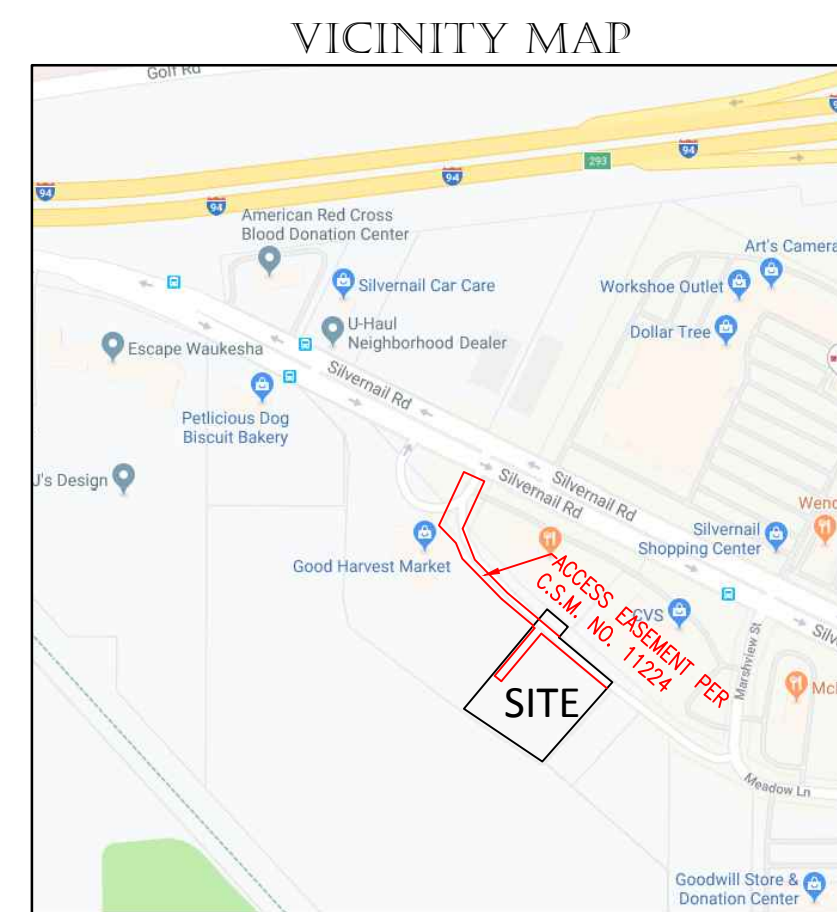 VICINITY MAP
Golf Rd
94
293
94
94
94
American Red Cross
Blood Donation Center
Art's Camera
Silvernail Car Care
Workshoe Outlet
U-Haul
Neighborhood Dealer
Dollar Tree
Escape Waukesha
Silvernail Rd
Petlicious Dog
Biscuit Bakery
J's Design
Silvernail Rd
Silvernail Rd
Wend
Silvernail
Shopping Center
Good Harvest Market
ACCESS EASEMENT PER
C.S.M. NO. 11224
CVS
Marshview St
Silv
SITE
McD
Meadow Ln
Goodwill Store &
Donation Center